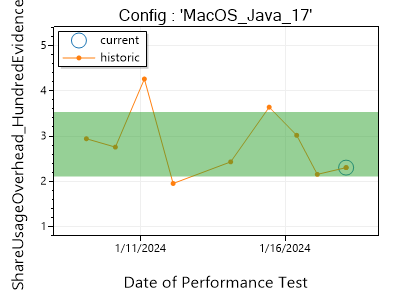 Config : 'MacOS_Java_17'
current
historic
ShareUsageOverhead_HundredEvidence
5
4
3
2
1
1/11/2024
1/16/2024
Date of Performance Test